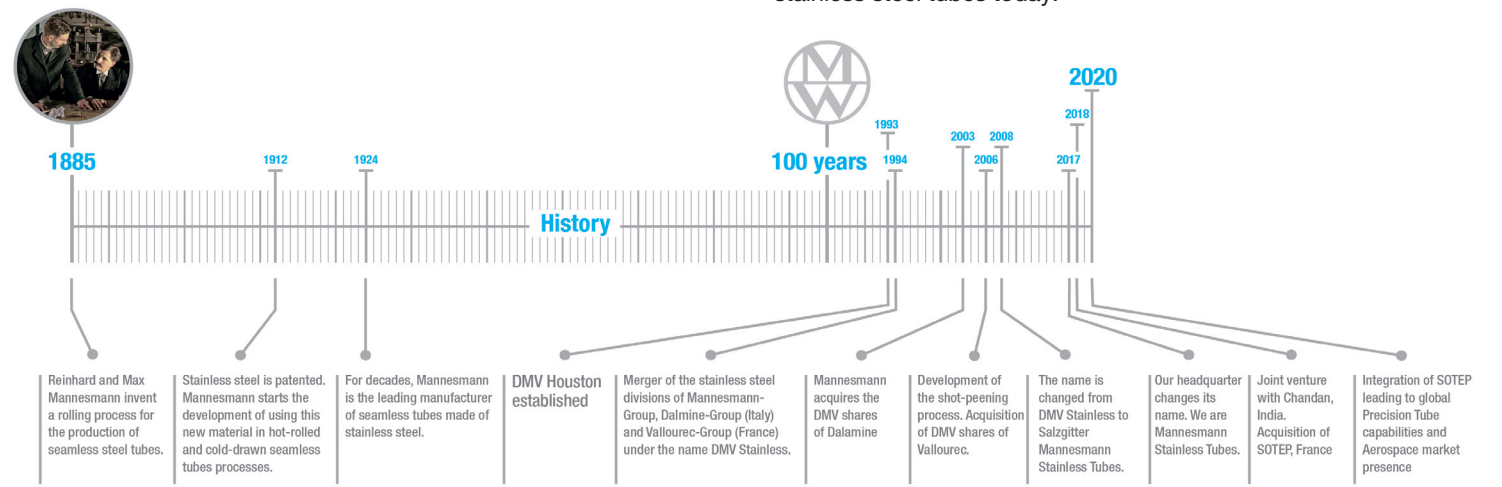 stainless steel tubes today.
2020
2018
1993
2003
2008
1885
1912
1924
100 years
1994
2006
2017
MW
History
Reinhard and Max
Mannesmann invent
a rolling process for
the production of
seamless steel tubes.
Stainless steel is patented.
Mannesmann starts the
development of using this
new material in hot-rolled
and cold-drawn seamless
tubes processes.
For decades, Mannesmann
is the leading manufacturer
of seamless tubes made of
stainless steel.
DMV Houston
established
Merger of the stainless steel
divisions of Mannesmann-
Group, Dalmine-Group (Italy)
and Vallourec-Group (France)
under the name DMV Stainless.
Mannesmann
acquires the
DMV shares
of Dalamine
Development of
the shot-peening
process. Acquisition
of DMV shares of
Vallourec.
The name is
changed from
DMV Stainless to
Salzgitter
Mannesmann
Stainless Tubes.
Our headquarter
changes its
name. We are
Mannesmann
Stainless Tubes.
Joint venture
with Chandan,
India.
Acquisition of
SOTEP, France
Integration of SOTEP
leading to global
Precision Tube
capabilities and
Aerospace market
presence